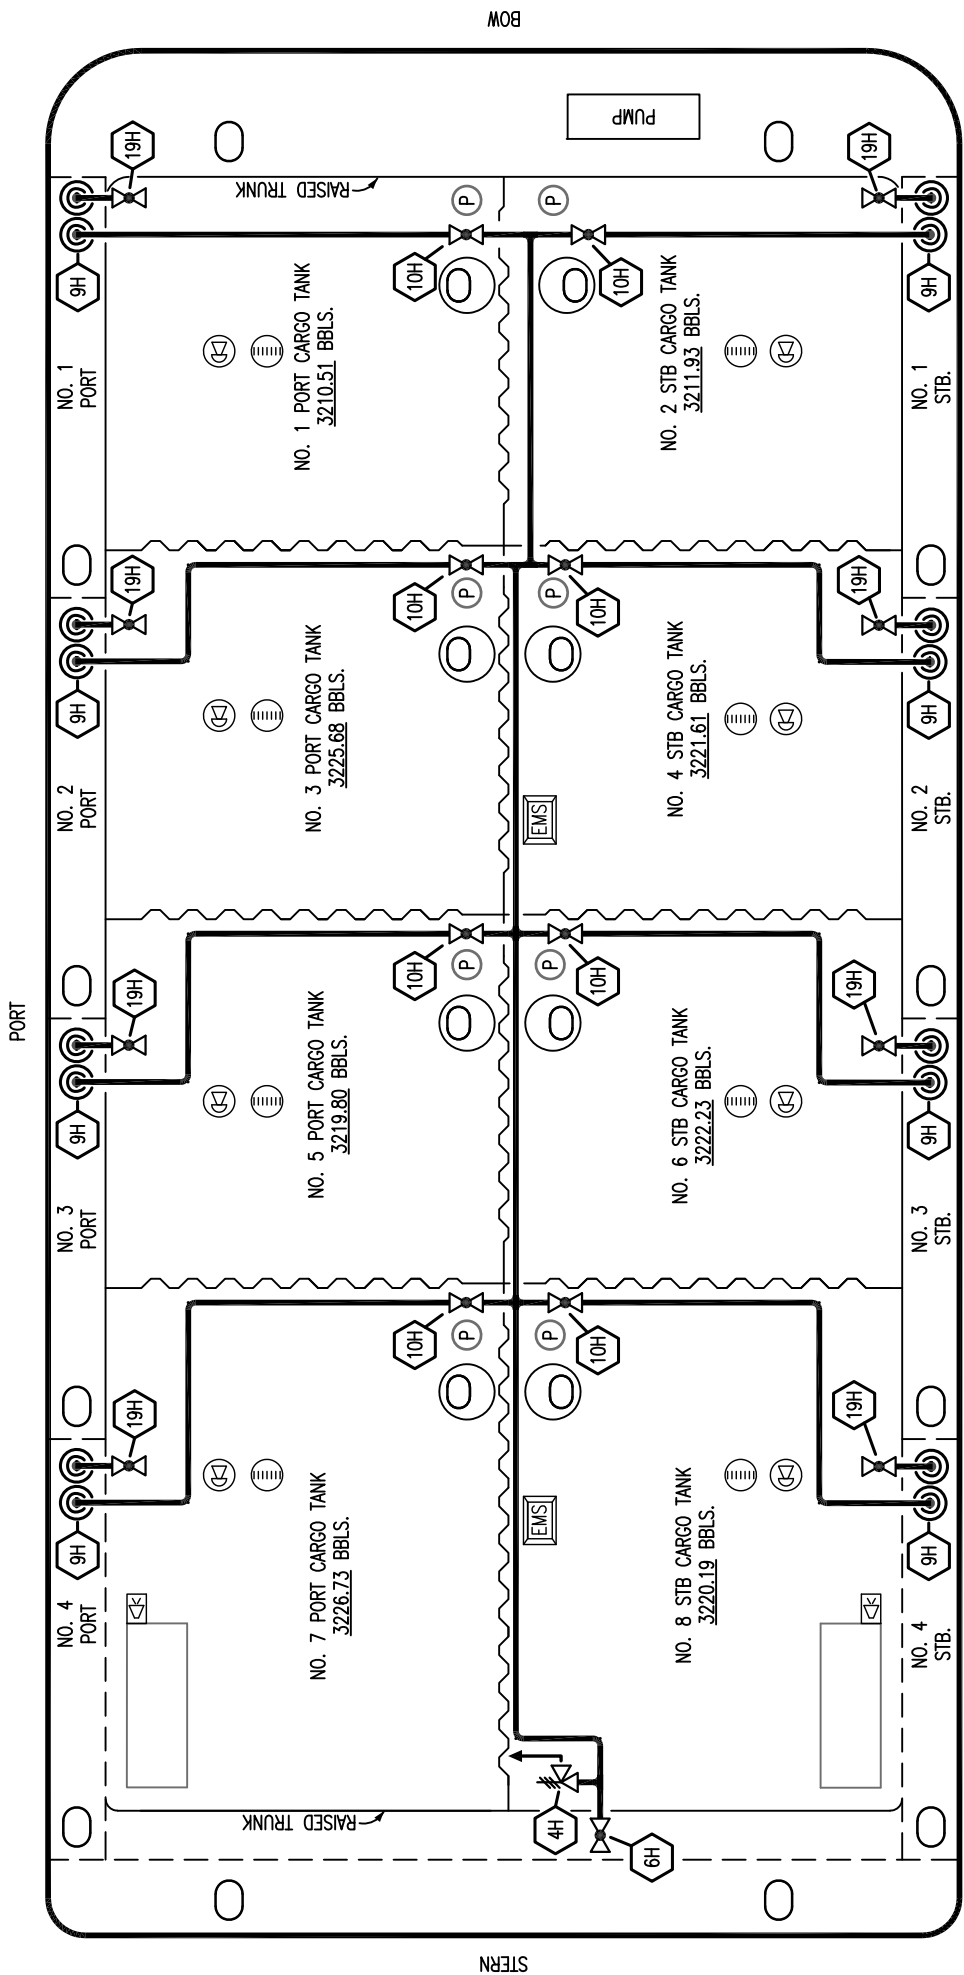 BOW
PUMP
19H
19H
RAISED TRUNK
P
P
9H
10H
10H
9H
NO. 1
PORT
NO. 1 PORT CARGO TANK
3210.51 BBLS.
NO. 2 STB CARGO TANK
3211.93 BBLS.
NO. 1
STB.
19H
10H
P
P
10H
19H
9H
9H
NO. 2
PORT
NO. 3 PORT CARGO TANK
3225.68 BBLS.
EMS
NO. 4 STB CARGO TANK
3221.61 BBLS.
NO. 2
STB.
PORT
19H
10H
P
P
10H
19H
9H
9H
NO. 3
PORT
NO. 5 PORT CARGO TANK
3219.80 BBLS.
NO. 6 STB CARGO TANK
3222.23 BBLS.
NO. 3
STB.
19H
10H
P
P
10H
19H
9H
9H
NO. 4
PORT
NO. 7 PORT CARGO TANK
3226.73 BBLS.
EMS
NO. 8 STB CARGO TANK
3220.19 BBLS.
NO. 4
STB.
RAISED TRUNK
4H
6H
STERN